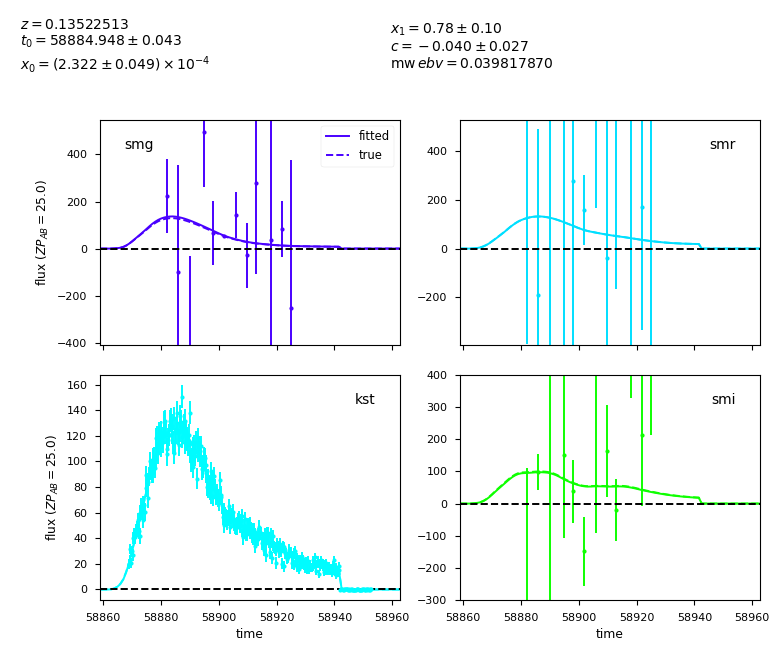 z = 0.13522513
t₀ = 58884.948 ± 0.043
x₀ = (2.322 ± 0.049) × 10⁻⁴
x₁ = 0.78 ± 0.10
c = −0.040 ± 0.027
mw ebv = 0.039817870
smg
fitted
true
flux (ZP_AB = 25.0)
400
200
0
−200
−400
smr
400
200
0
−200
kst
flux (ZP_AB = 25.0)
160
140
120
100
80
60
40
20
0
58860 58880 58900 58920 58940 58960
time
smi
400
300
200
100
0
−100
−200
−300
58860 58880 58900 58920 58940 58960
time